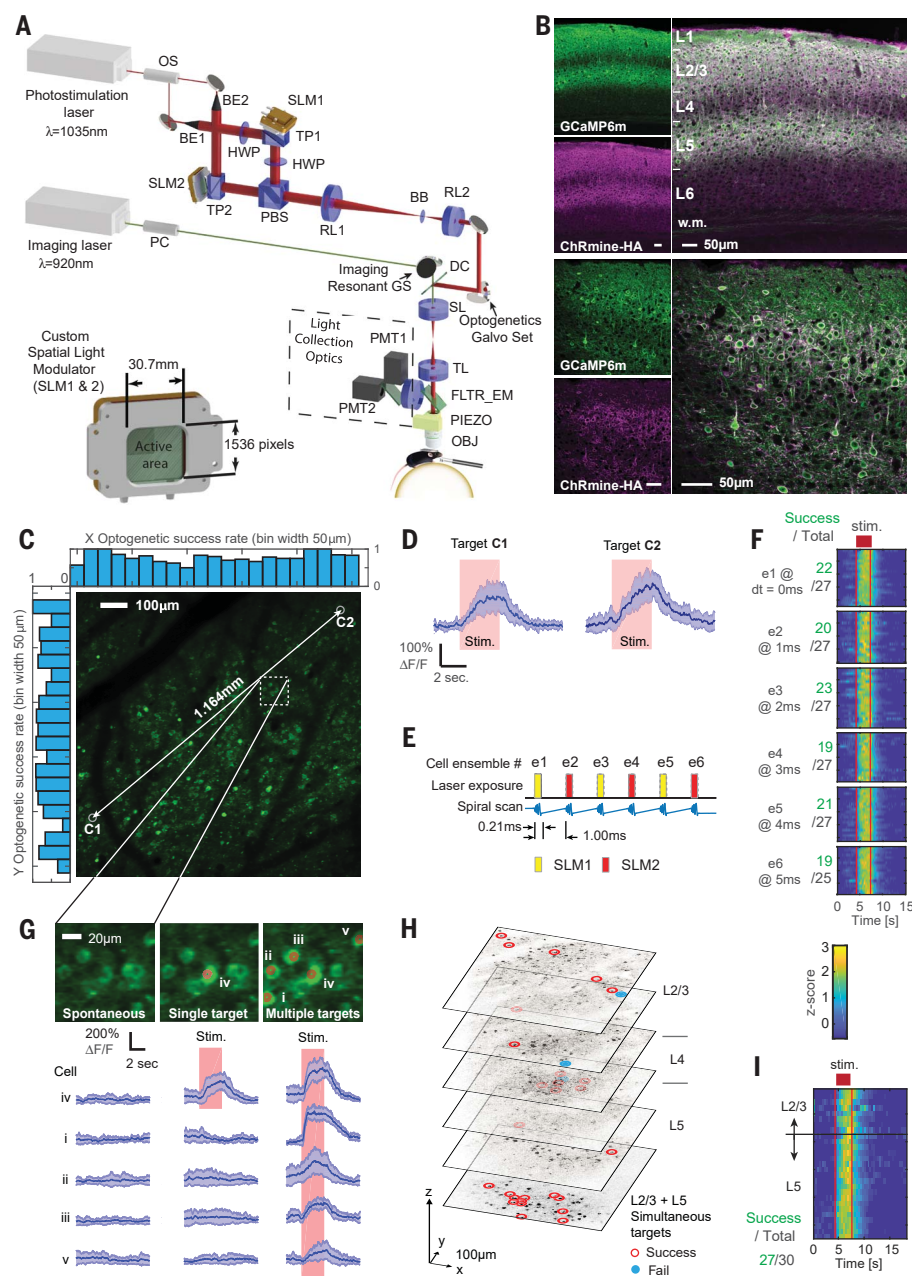 A
OS
Photostimulation
laser
λ=1035nm
BE2
SLM1
BE1
TP1
HWP
HWP
SLM2
TP2
PBS
RL1
BB
RL2
Imaging laser
λ=920nm
PC
Imaging
Resonant GS
DC
SL
Optogenetics
Galvo Set
Light
Collection
Optics
PMT1
PMT2
TL
FLTR_EM
PIEZO
OBJ
Custom
Spatial Light
Modulator
(SLM1 & 2)
30.7mm
1536 pixels
Active
area
B
GCaMP6m
ChRmine-HA
L1
L2/3
L4
L5
L6
w.m.
50µm
GCaMP6m
ChRmine-HA
50µm
C
X Optogenetic success rate (bin width 50µm)
1
0
1
0
Y Optogenetic success rate (bin width 50µm)
100µm
C2
1.164mm
C1
D
Target C1
Target C2
Stim.
Stim.
100%
ΔF/F
2 sec.
E
Cell ensemble #
e1 e2 e3 e4 e5 e6
Laser exposure
Spiral scan
0.21ms
1.00ms
SLM1
SLM2
F
Success
/ Total
stim.
e1 @
dt = 0ms
22
/27
e2
@ 1ms
20
/27
e3
@ 2ms
23
/27
e4
@ 3ms
19
/27
e5
@ 4ms
21
/27
e6
@ 5ms
19
/25
0 5 10 15
Time [s]
3
2
1
0
z-score
G
20µm
Spontaneous
iv
Single target
v
iii
ii
iv
i
Multiple targets
200%
ΔF/F
2 sec
Stim.
Stim.
Cell
iv
i
ii
iii
v
H
L2/3
L4
L5
z
y
x
100µm
L2/3 + L5
Simultaneous
targets
Success
Fail
I
stim.
L2/3
L5
Success
/ Total
27/30
0 5 10 15
Time [s]